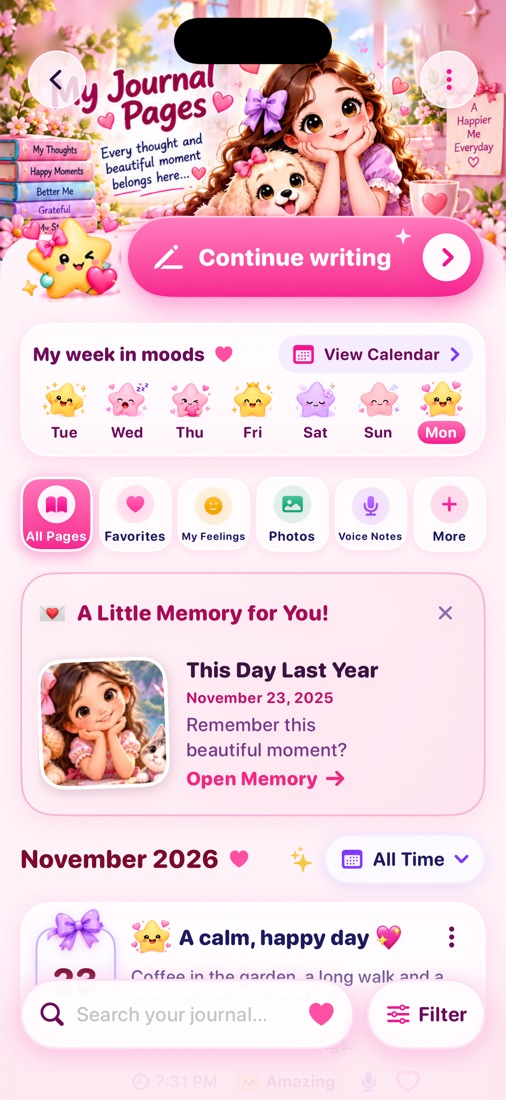 My Journal
Pages
Every thought and
beautiful moment
belongs here...
A
Happier
Me
Everyday
My Thoughts
Happy Moments
Better Me
Grateful
Continue writing
My week in moods
View Calendar
Tue Wed Thu Fri Sat Sun Mon
All Pages Favorites My Feelings Photos Voice Notes More
A Little Memory for You!
This Day Last Year
November 23, 2025
Remember this
beautiful moment?
Open Memory
November 2026
All Time
A calm, happy day
23
Coffee in the garden, a long walk and a
Search your journal...
Filter
7:31 PM Amazing